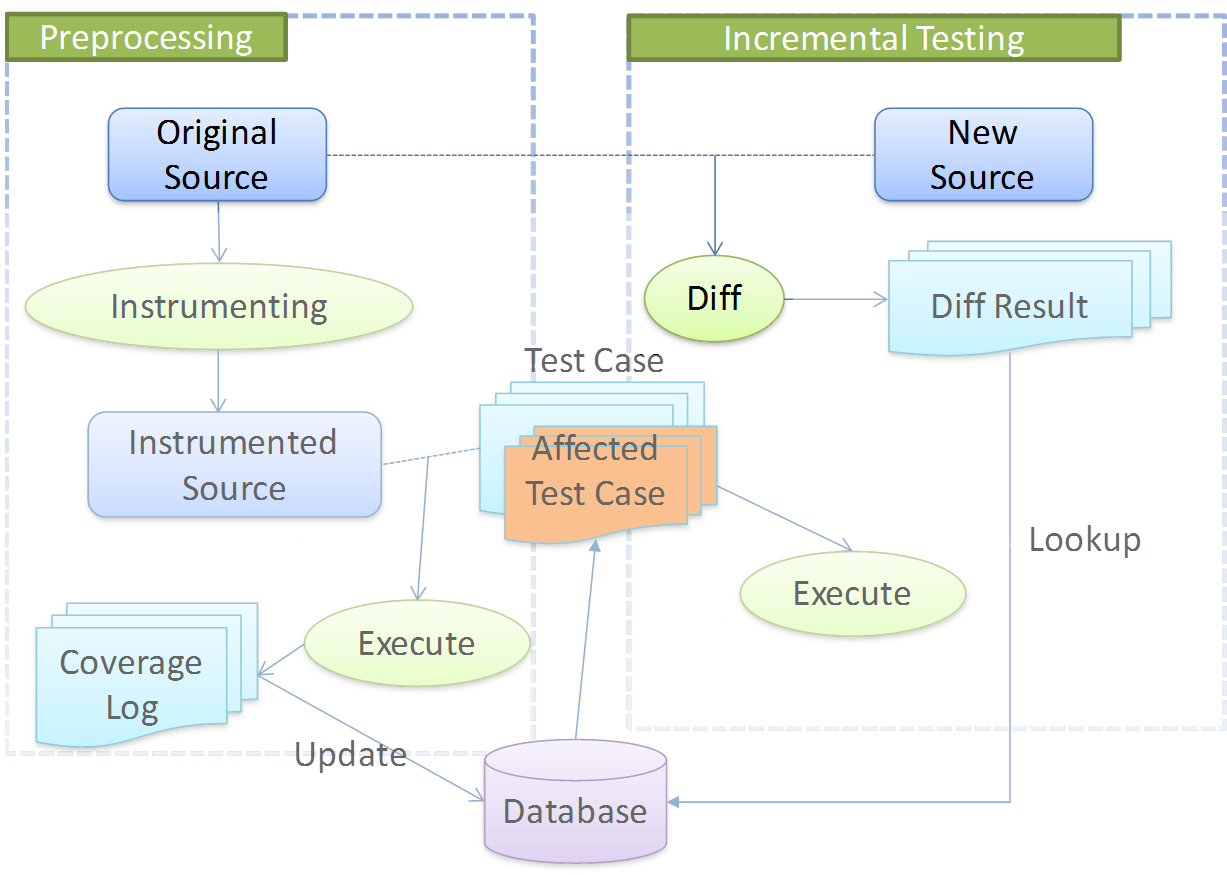 Preprocessing
Incremental Testing
Original
Source
New
Source
Instrumenting
Diff
Diff Result
Test Case
Instrumented
Source
Affected
Test Case
Lookup
Execute
Execute
Coverage
Log
Update
Database